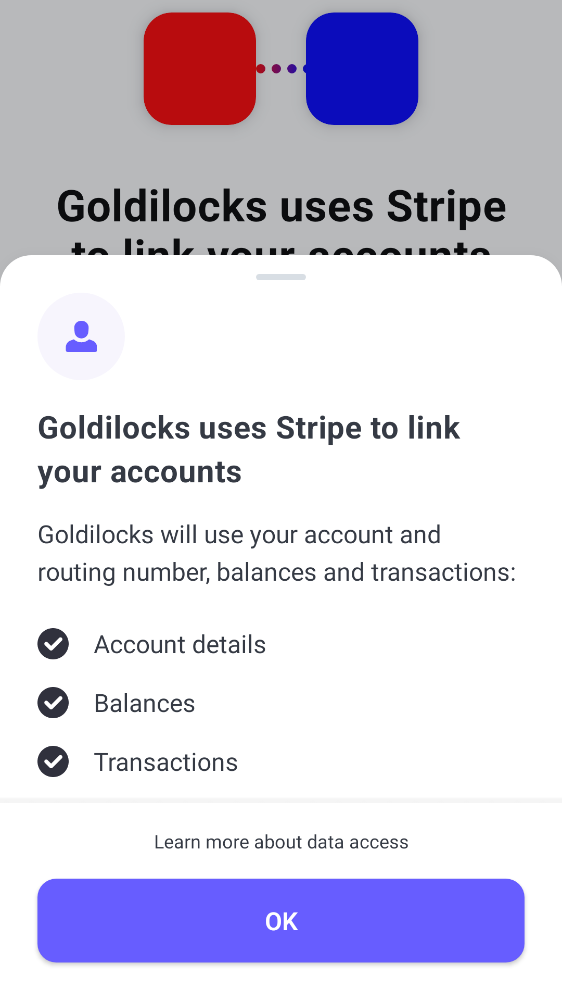 Goldilocks uses Stripe
to link your accounts
Goldilocks uses Stripe to link
your accounts
Goldilocks will use your account and
routing number, balances and transactions:
Account details
Balances
Transactions
Learn more about data access
OK